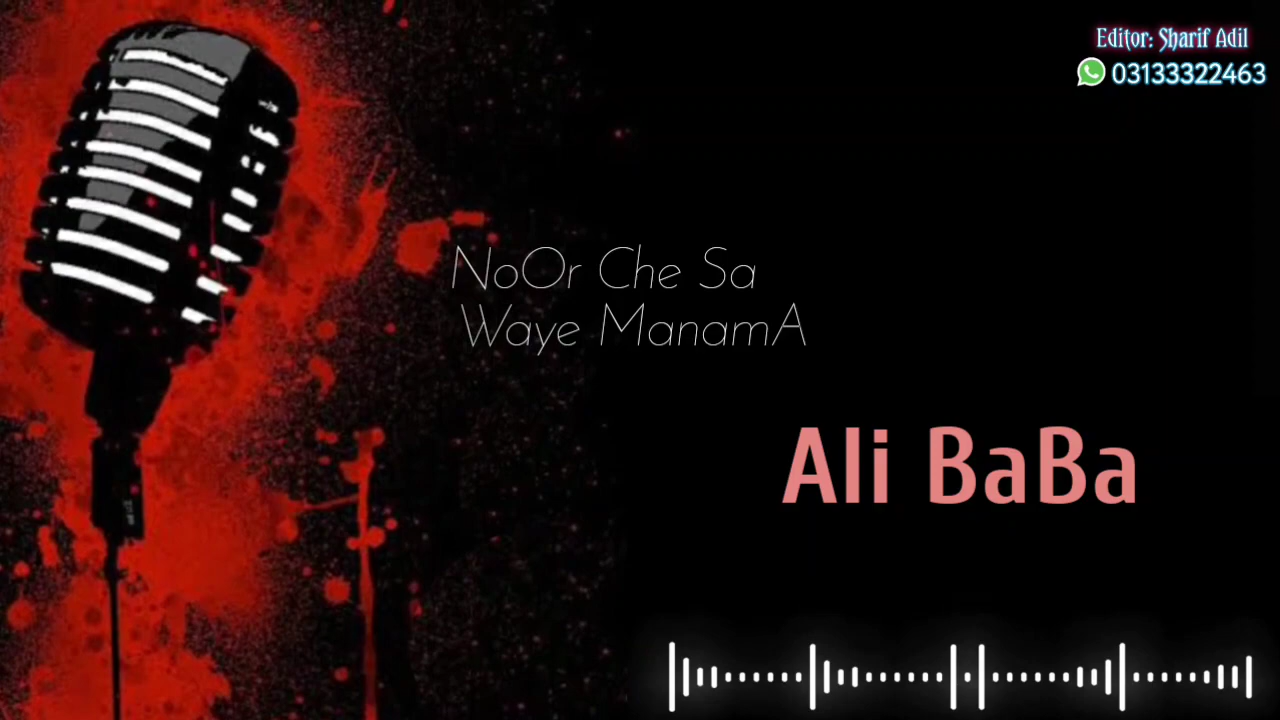 Editor: Sharif Adil
03133322463
NoOr Che Sa
Waye ManamA
Ali BaBa